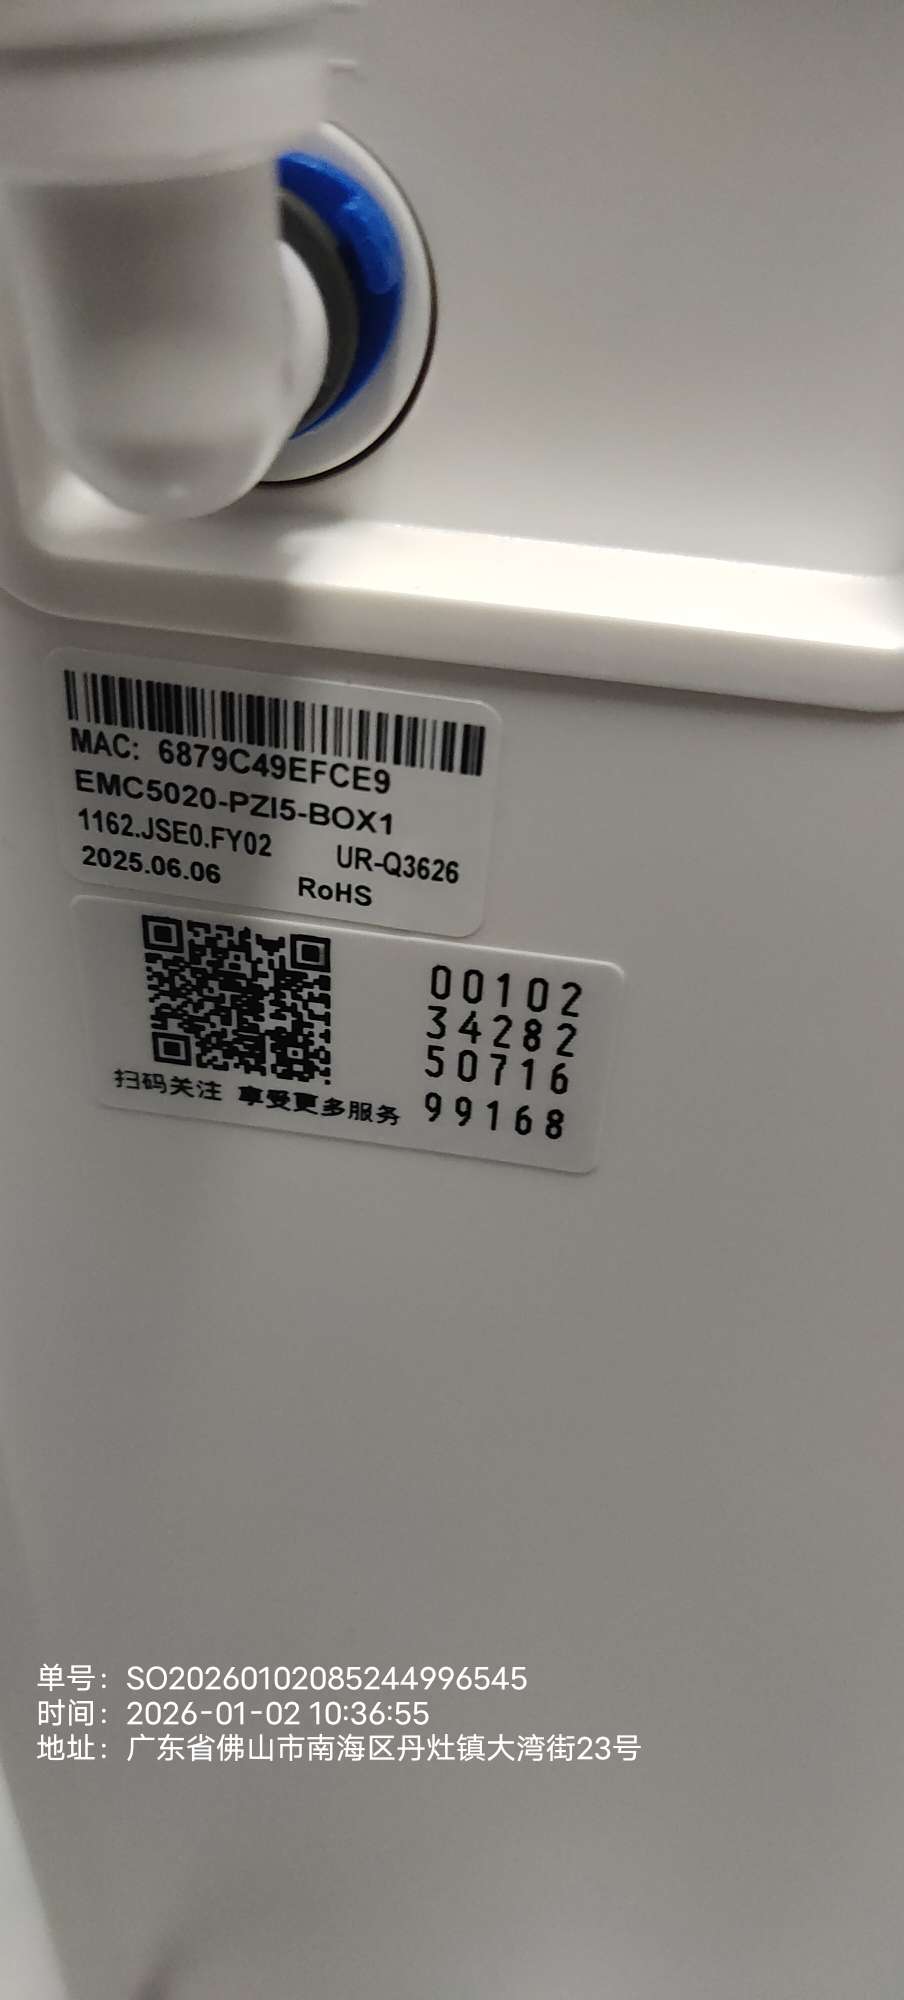 MAC: 6879C49EFCE9
EMC5020-PZI5-BOX1
1162.JSE0.FY02 UR-Q3626
2025.06.06 RoHS
00102
34282
50716
99168
扫码关注 享受更多服务
单号：SO20260102085244996545
时间：2026-01-02 10:36:55
地址：广东省佛山市南海区丹灶镇大湾街23号